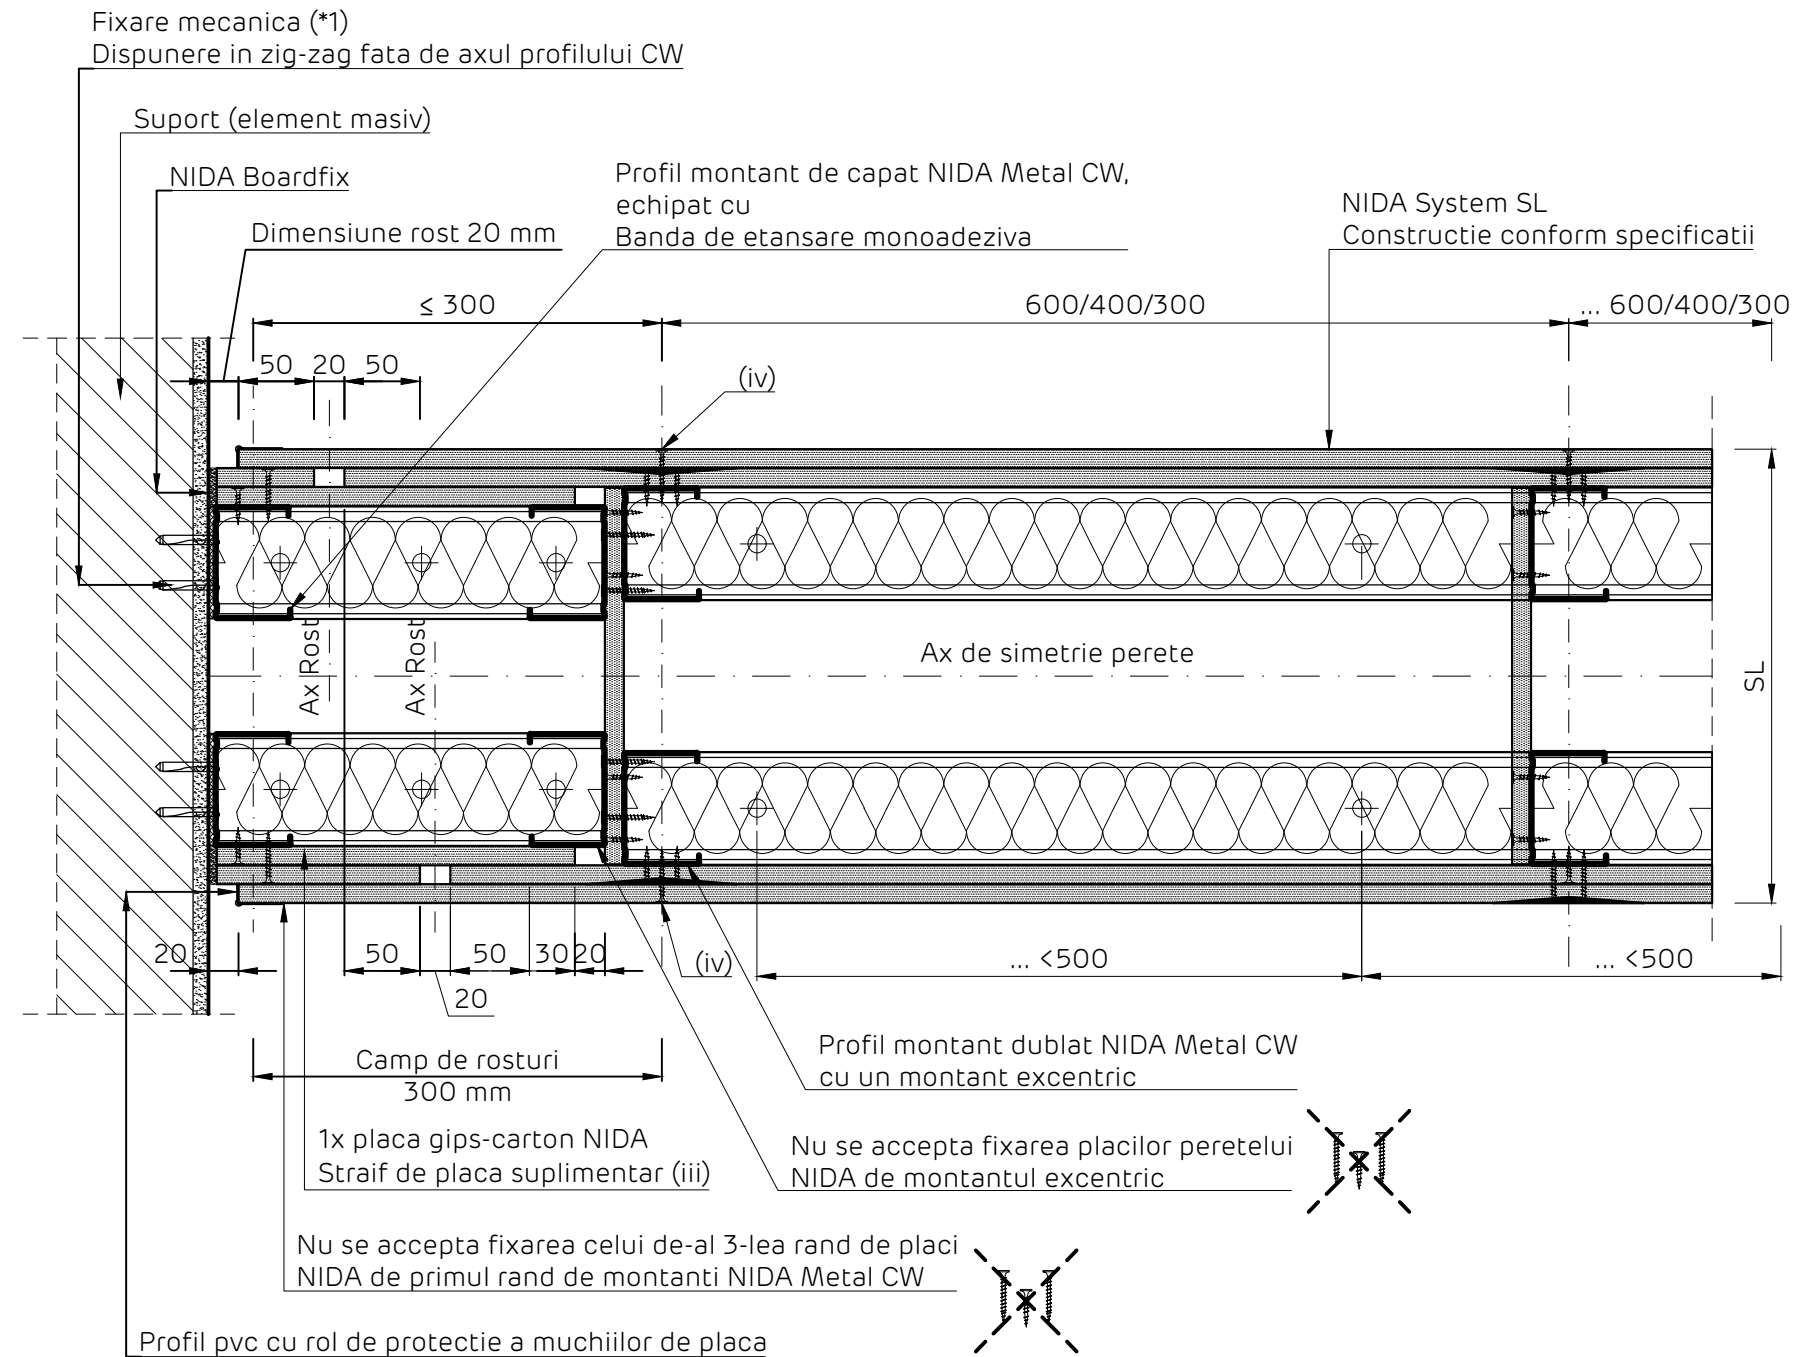 Fixare mecanica (*1)
Dispunere in zig-zag fata de axul profilului CW
Suport (element masiv)
NIDA Boardfix
Dimensiune rost 20 mm
Profil montant de capat NIDA Metal CW,
echipat cu
Banda de etansare monoadeziva
NIDA System SL
Constructie conform specificatii
≤ 300
600/400/300
... 600/400/300
50
20
50
(iv)
Ax Rost
Ax Rost
Ax de simetrie perete
SL
20
50
50
30
20
20
(iv)
... <500
... <500
Camp de rosturi
300 mm
Profil montant dublat NIDA Metal CW
cu un montant excentric
1x placa gips-carton NIDA
Straif de placa suplimentar (iii)
Nu se accepta fixarea placilor peretelui
NIDA de montantul excentric
Nu se accepta fixarea celui de-al 3-lea rand de placi
NIDA de primul rand de montanti NIDA Metal CW
Profil pvc cu rol de protectie a muchiilor de placa